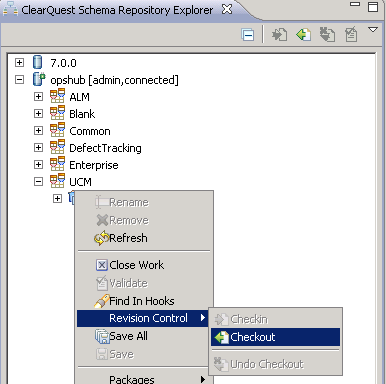 ClearQuest Schema Repository Explorer
7.0.0
opshub [admin,connected]
ALM
Blank
Common
DefectTracking
Enterprise
UCM
Rename
Remove
Refresh
Close Work
Validate
Find In Hooks
Revision Control
Checkin
Save All
Checkout
Save
Undo Checkout
Packages